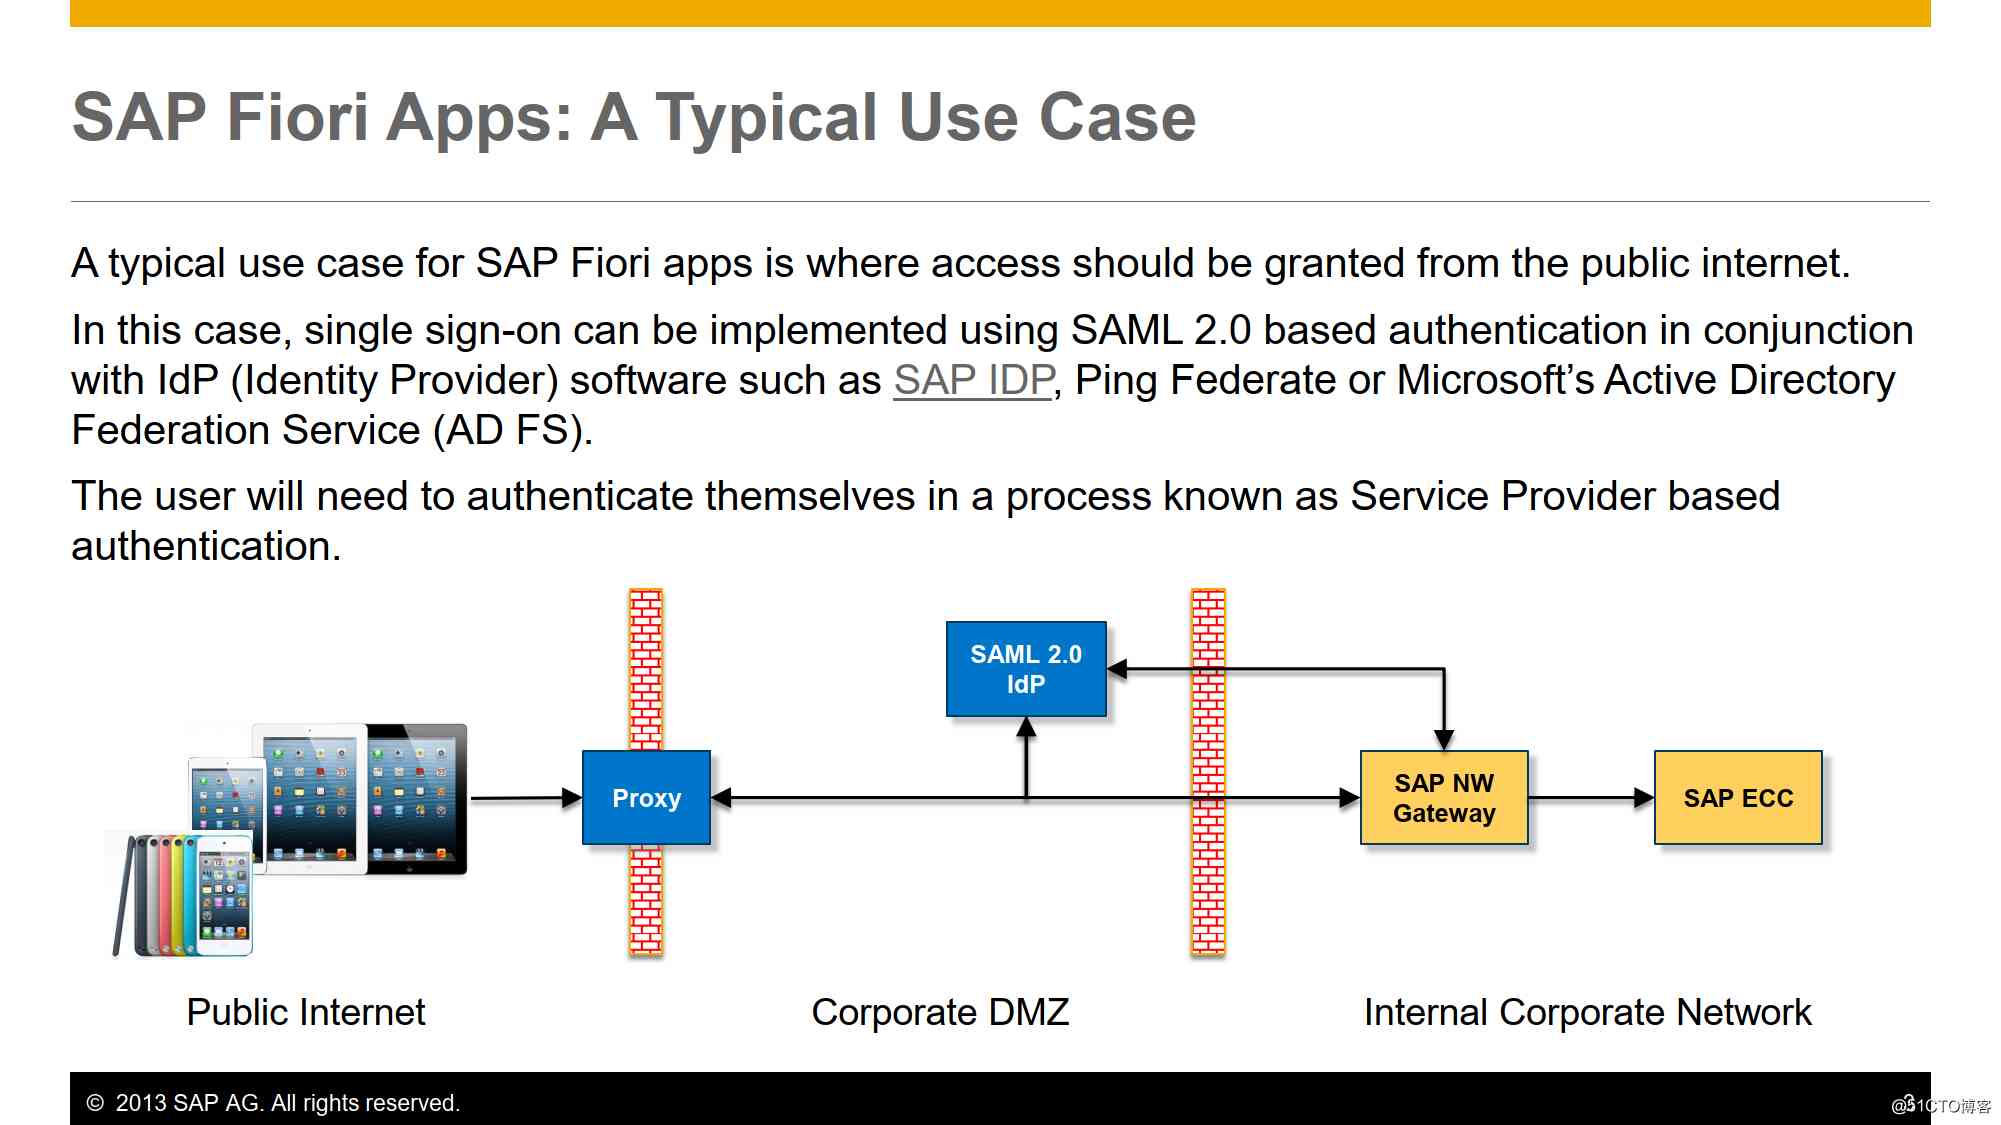 SAP Fiori Apps: A Typical Use Case
A typical use case for SAP Fiori apps is where access should be granted from the public internet.
In this case, single sign-on can be implemented using SAML 2.0 based authentication in conjunction
with IdP (Identity Provider) software such as SAP IDP, Ping Federate or Microsoft’s Active Directory
Federation Service (AD FS).
The user will need to authenticate themselves in a process known as Service Provider based
authentication.
SAML 2.0
IdP
Proxy
SAP NW
Gateway
SAP ECC
Public Internet
Corporate DMZ
Internal Corporate Network
© 2013 SAP AG. All rights reserved.
3
@51CTO博客